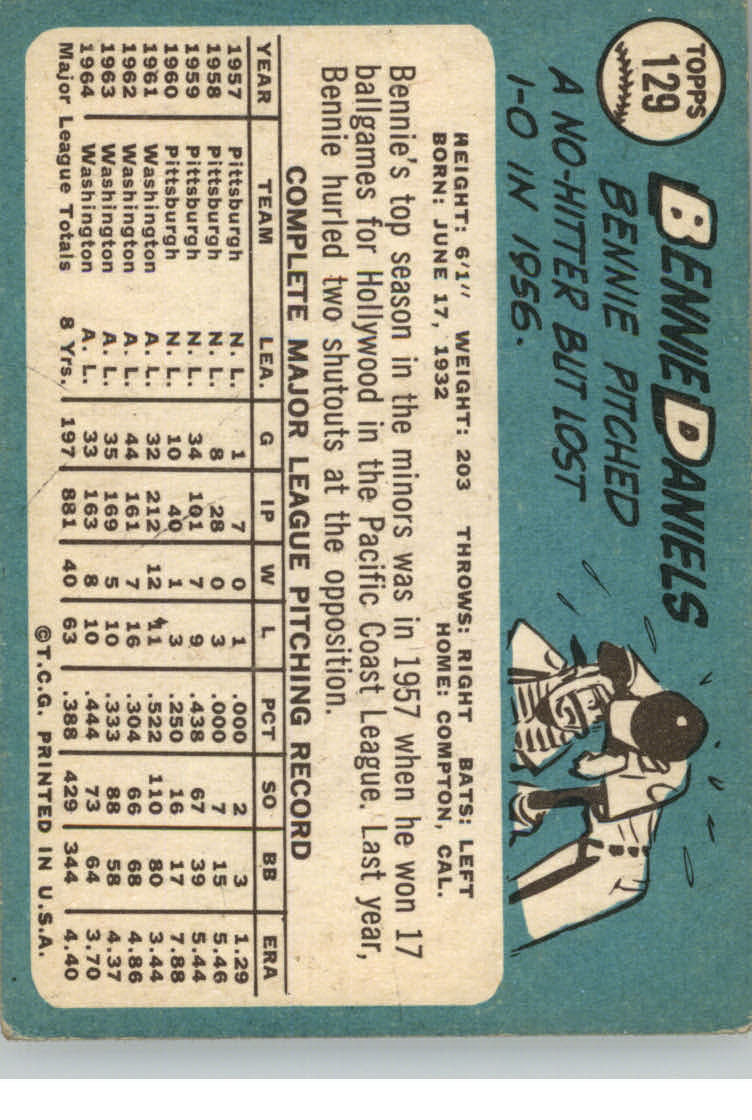 TOPPS
129
BENNIE DANIELS
BENNIE PITCHED
A NO-HITTER BUT LOST
1-0 IN 1956.
HEIGHT: 6'1" WEIGHT: 203 THROWS: RIGHT BATS: LEFT
BORN: JUNE 17, 1932 HOME: COMPTON, CAL.
Bennie's top season in the minors was in 1957 when he won 17
ballgames for Hollywood in the Pacific Coast League. Last year,
Bennie hurled two shutouts at the opposition.
COMPLETE MAJOR LEAGUE PITCHING RECORD
YEAR TEAM LEA. G IP W L PCT SO BB ERA
1957 Pittsburgh N. L. 1 7 0 1 .000 2 3 1.29
1958 Pittsburgh N. L. 8 28 0 3 .000 7 15 5.46
1959 Pittsburgh N. L. 34 101 7 9 .438 67 39 5.44
1960 Pittsburgh N. L. 10 40 1 3 .250 16 17 7.88
1961 Washington A. L. 32 212 12 11 .522 110 80 3.44
1962 Washington A. L. 44 161 7 16 .304 66 68 4.86
1963 Washington A. L. 35 169 5 10 .333 88 58 4.37
1964 Washington A. L. 33 163 8 10 .444 73 64 3.70
Major League Totals 8 Yrs. 197 881 40 63 .388 429 344 4.40
©T.C.G. PRINTED IN U.S.A.